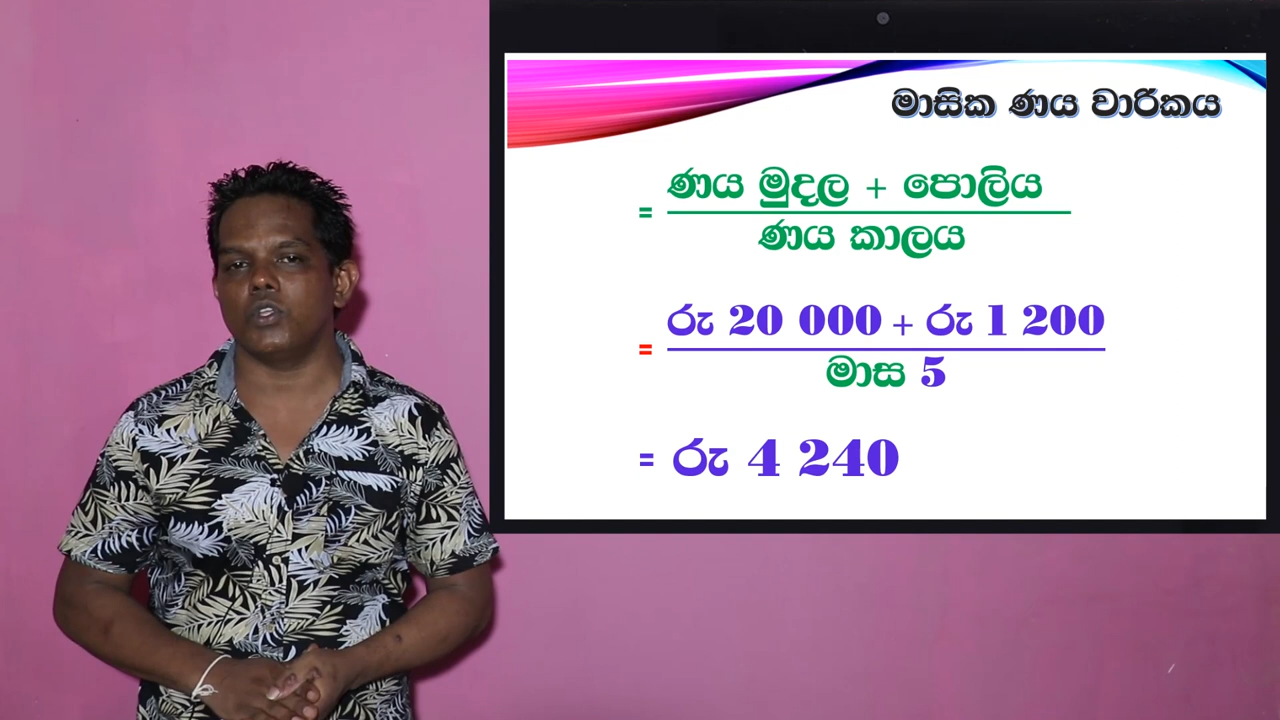 මාසික ණය වාරිකය
= ණය මුදල + පොලිය
ණය කාලය
= රු 20 000 + රු 1 200
මාස 5
= රු 4 240